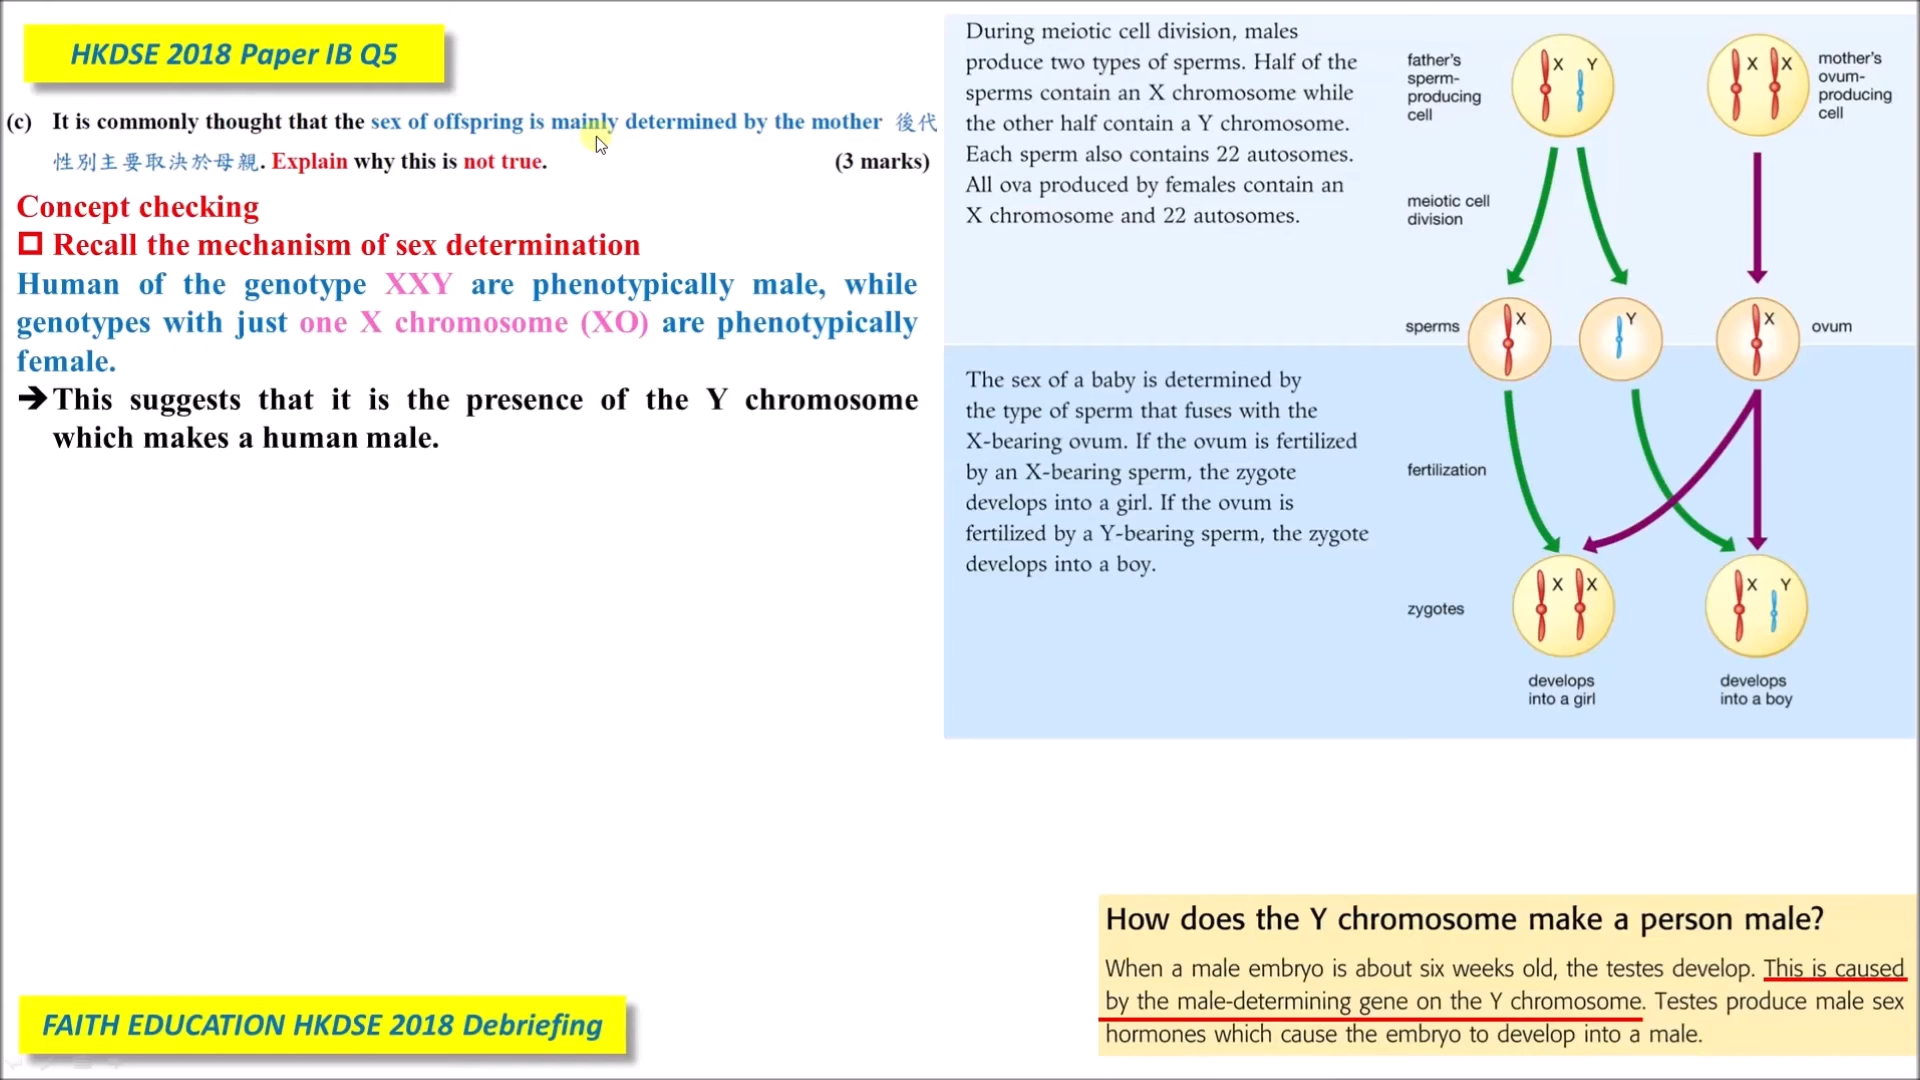 HKDSE 2018 Paper IB Q5
(c) It is commonly thought that the sex of offspring is mainly determined by the mother 後代
性別主要取決於母親. Explain why this is not true. (3 marks)
Concept checking
Recall the mechanism of sex determination
Human of the genotype XXY are phenotypically male, while
genotypes with just one X chromosome (XO) are phenotypically
female.
➔This suggests that it is the presence of the Y chromosome
which makes a human male.
FAITH EDUCATION HKDSE 2018 Debriefing
During meiotic cell division, males
produce two types of sperms. Half of the
sperms contain an X chromosome while
the other half contain a Y chromosome.
Each sperm also contains 22 autosomes.
All ova produced by females contain an
X chromosome and 22 autosomes.
The sex of a baby is determined by
the type of sperm that fuses with the
X-bearing ovum. If the ovum is fertilized
by an X-bearing sperm, the zygote
develops into a girl. If the ovum is
fertilized by a Y-bearing sperm, the zygote
develops into a boy.
father's
sperm-
producing
cell
X Y
X X
mother's
ovum-
producing
cell
meiotic cell
division
sperms
X
Y
X
ovum
fertilization
zygotes
X X
X Y
develops
into a girl
develops
into a boy
How does the Y chromosome make a person male?
When a male embryo is about six weeks old, the testes develop. This is caused
by the male-determining gene on the Y chromosome. Testes produce male sex
hormones which cause the embryo to develop into a male.